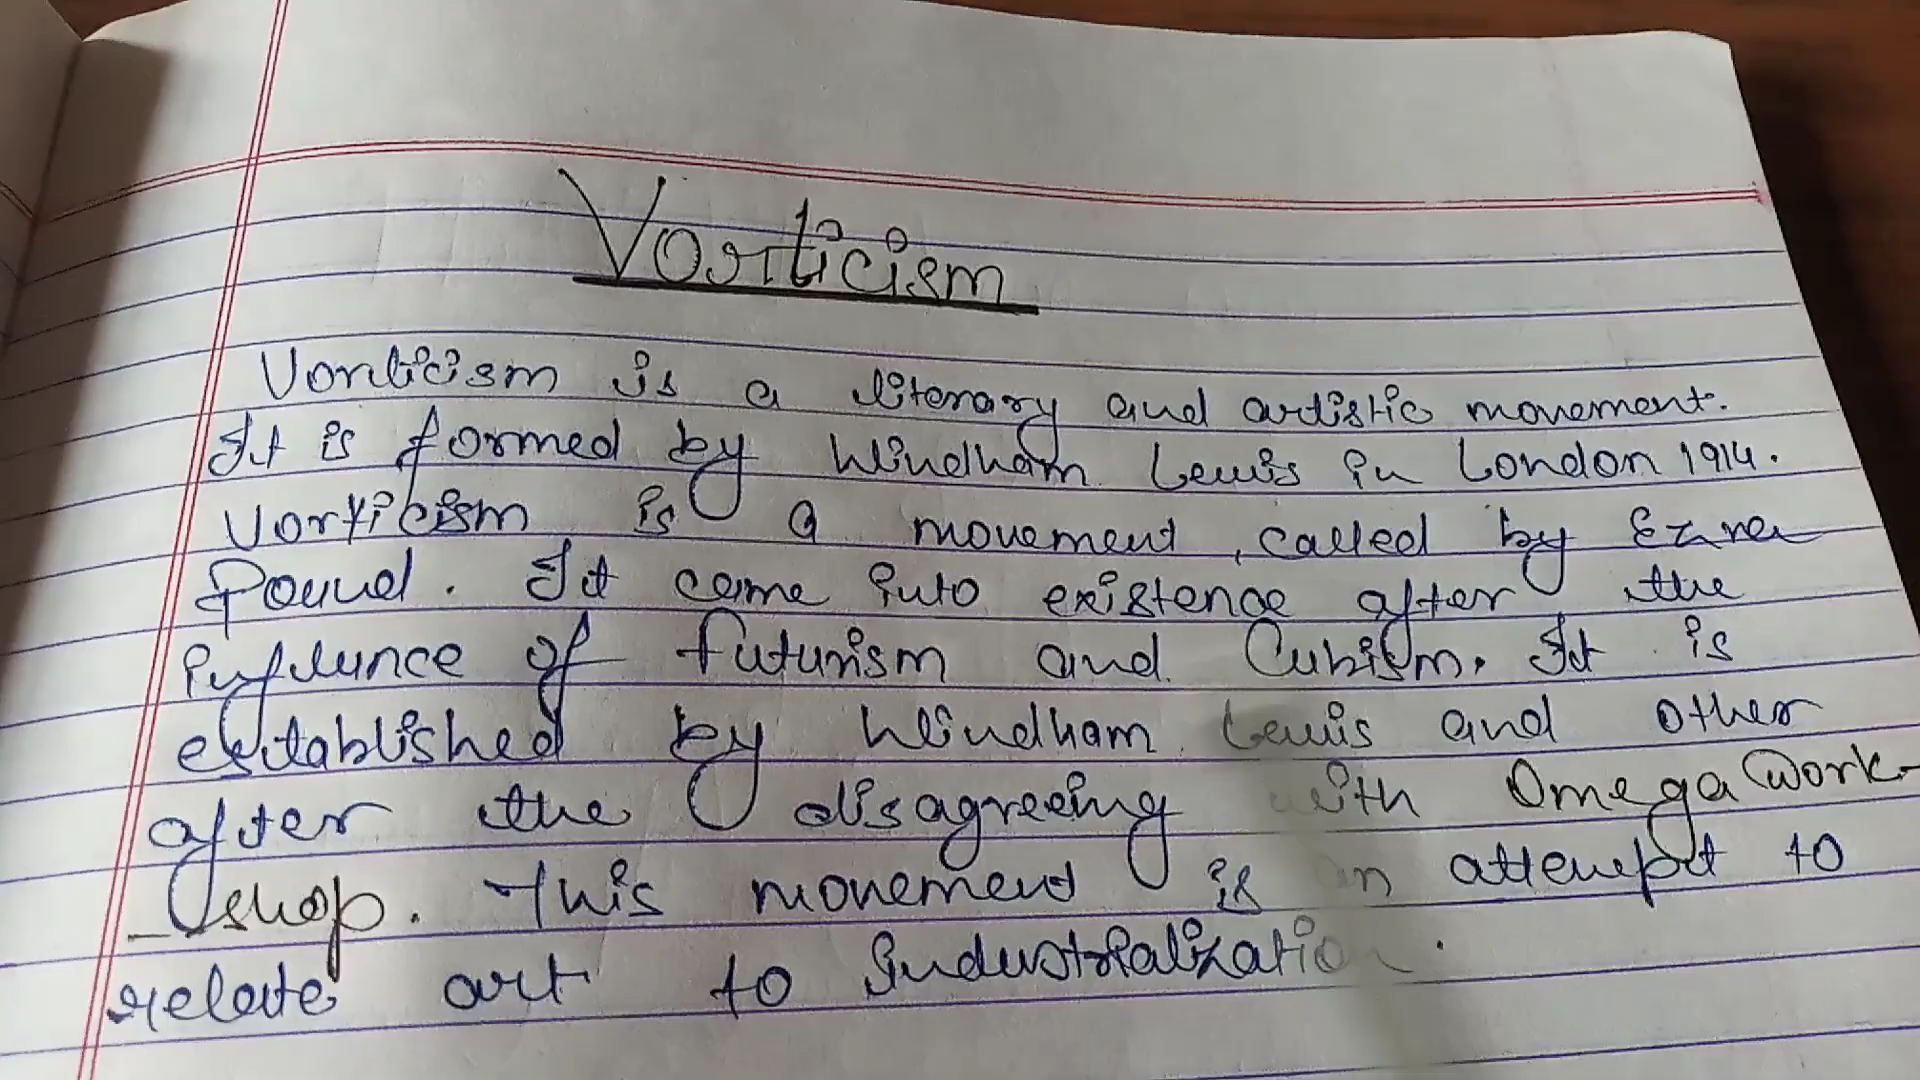 Vorticism
Vorticism is a literary and artistic movement.
It is formed by Windham Lewis in London 1914.
Vorticism is a movement, called by Ezra
Pound. It came into existence after the
influence of futurism and Cubism. It is
established by Windham Lewis and other
after the disagreeing with Omega Work-
_shop. This movement is an attempt to
relate art to industrialization.